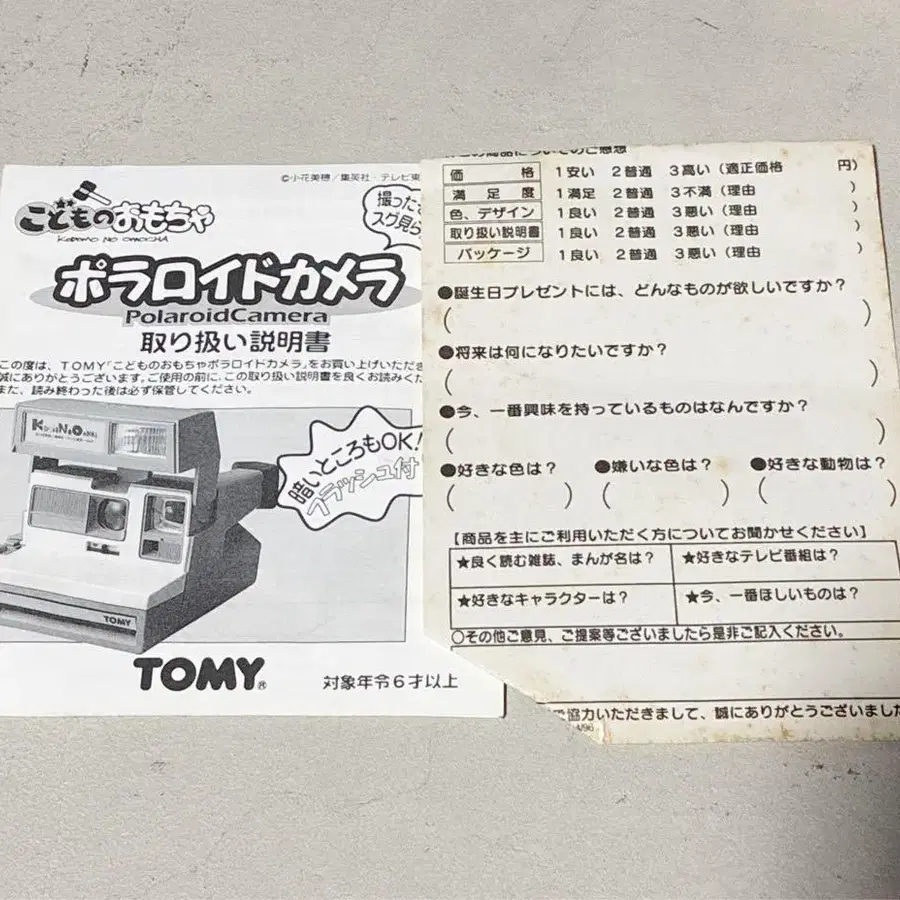 ©小花美穂/集英社・テレビ東
こどものおもちゃ
KODOMO NO OMOCHA
撮った
スグ見ら
ポラロイドカメラ
PolaroidCamera
取り扱い説明書
この度は、TOMY「こどものおもちゃポラロイドカメラ」をお買い上げいただき
誠にありがとうございます。ご使用の前に、この取り扱い説明書を良くお読みくだ
また、読み終わった後は必ず保管してください。
暗いところもOK!
フラッシュ付
TOMY
TOMY®
対象年令6才以上
この商品についてのご感想
価格 1安い 2普通 3高い(適正価格 円)
満足度 1満足 2普通 3不満(理由 )
色、デザイン 1良い 2普通 3悪い(理由 )
取り扱い説明書 1良い 2普通 3悪い(理由 )
パッケージ 1良い 2普通 3悪い(理由 )
●誕生日プレゼントには、どんなものが欲しいですか?
( )
●将来は何になりたいですか?
( )
●今、一番興味を持っているものはなんですか?
( )
●好きな色は? ●嫌いな色は? ●好きな動物は?
( ) ( ) ( )
【商品を主にご利用いただく方についてお聞かせください】
★良く読む雑誌、まんが名は? ★好きなテレビ番組は?
★好きなキャラクターは? ★今、一番ほしいものは?
○その他ご意見、ご提案等ございましたら是非ご記入ください。
ご協力いただきまして、誠にありがとうございました